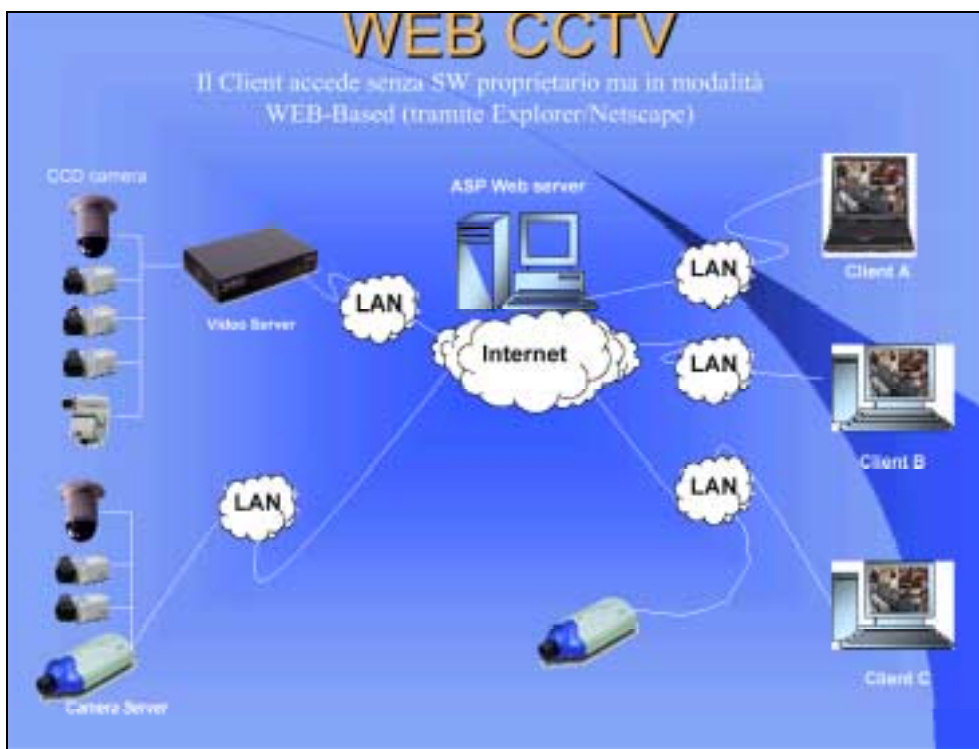 WEB CCTV
Il Client accede senza SW proprietario ma in modalità
WEB-Based (tramite Explorer/Netscape)
CCD camera
ASP Web server
Client A
LAN
LAN
Video Server
Internet
LAN
Client B
LAN
LAN
Client C
Camera Server